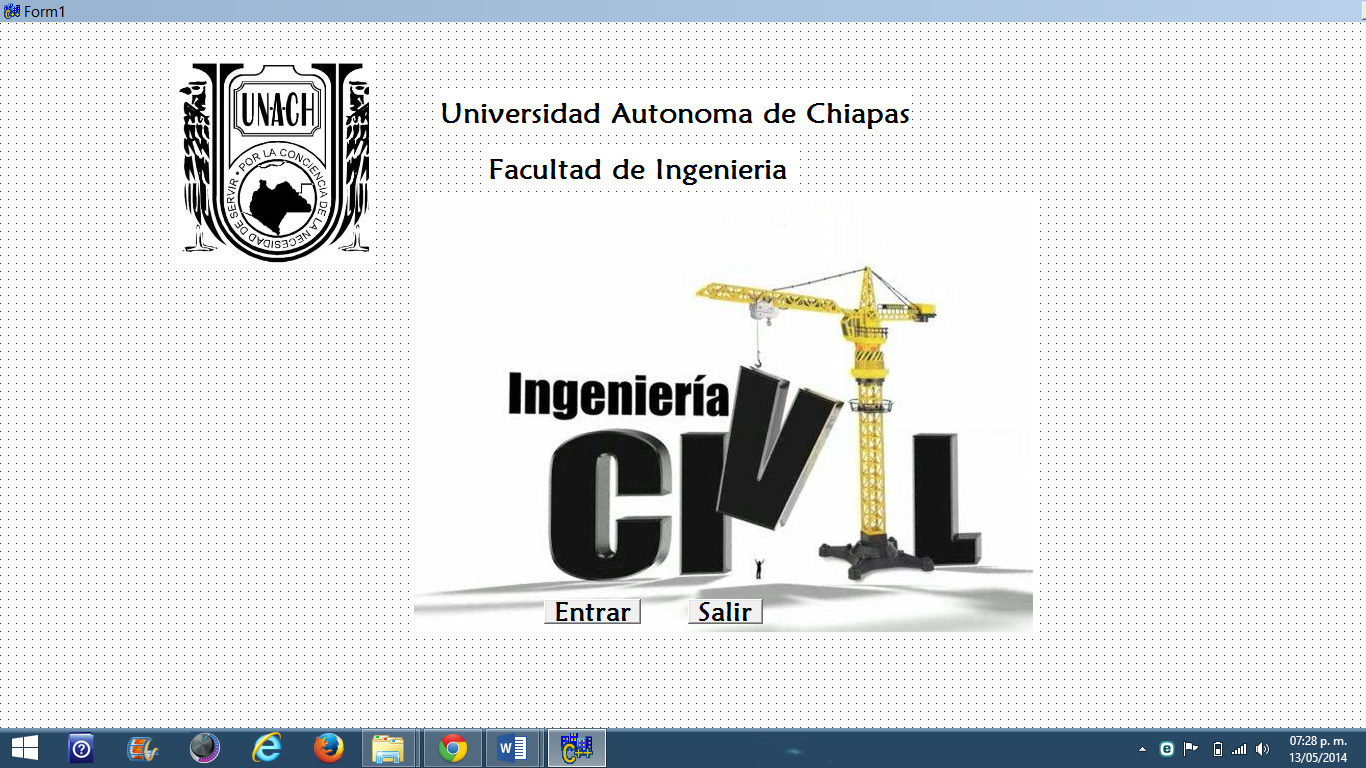 Form1
UNACH
POR LA CONCIENCIA DE LA NECESIDAD DE SERVIR •
Universidad Autonoma de Chiapas
Facultad de Ingenieria
Ingeniería
CIVIL
Entrar
Salir
07:28 p. m.
13/05/2014